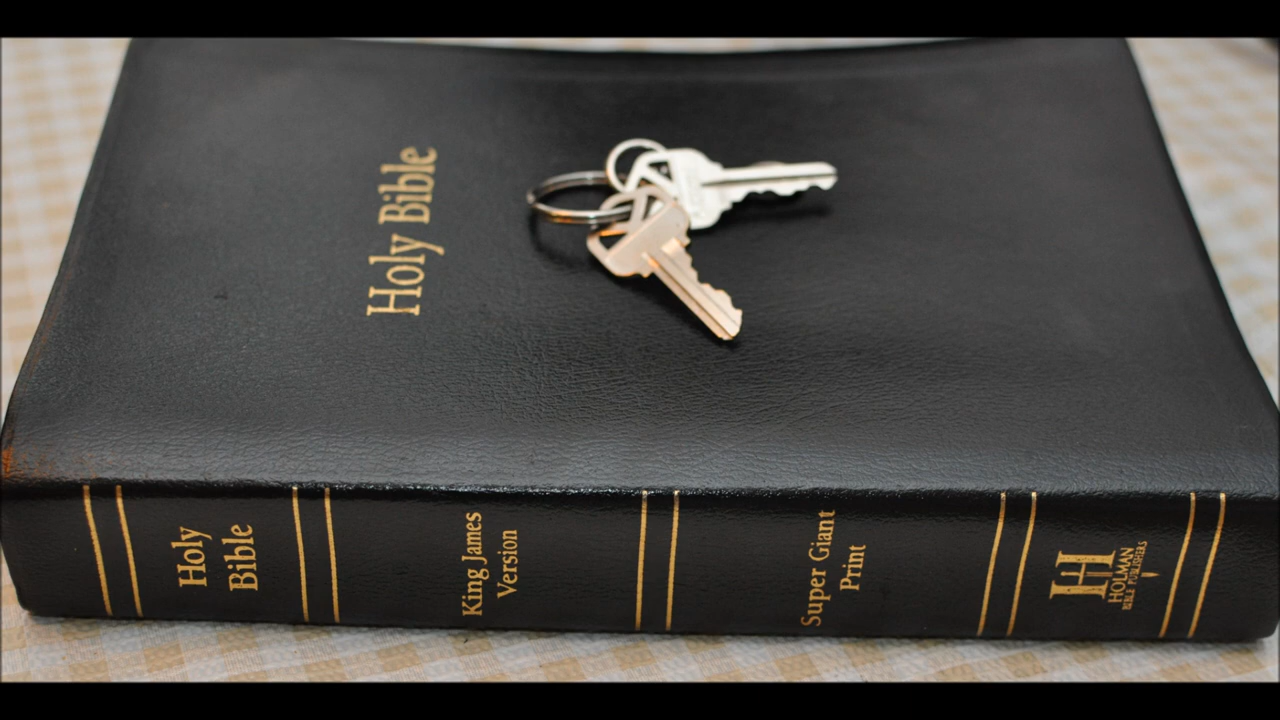 Holy Bible
Holy
Bible
King James
Version
Super Giant
Print
HOLMAN
BIBLE PUBLISHERS